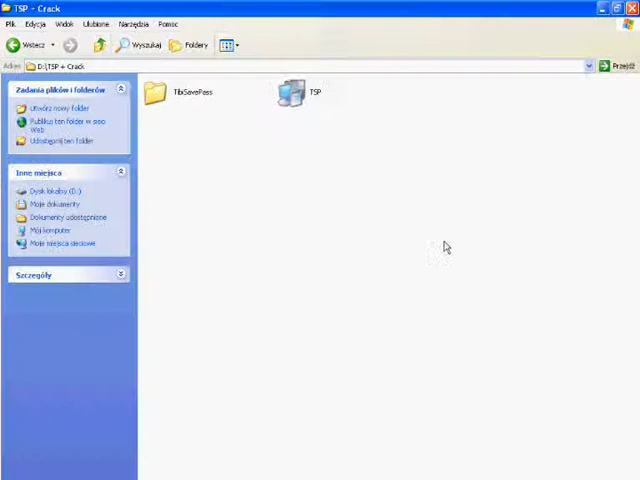 TSP + Crack
Plik Edycja Widok Ulubione Narzędzia Pomoc
Wstecz Wyszukaj Foldery
Adres D:\TSP + Crack Przejdź
Zadania plików i folderów
Utwórz nowy folder
Publikuj ten folder w sieci
Web
Udostępnij ten folder
Inne miejsca
Dysk lokalny (D:)
Moje dokumenty
Dokumenty udostępnione
Mój komputer
Moje miejsca sieciowe
Szczegóły
TibiSavePass
TSP